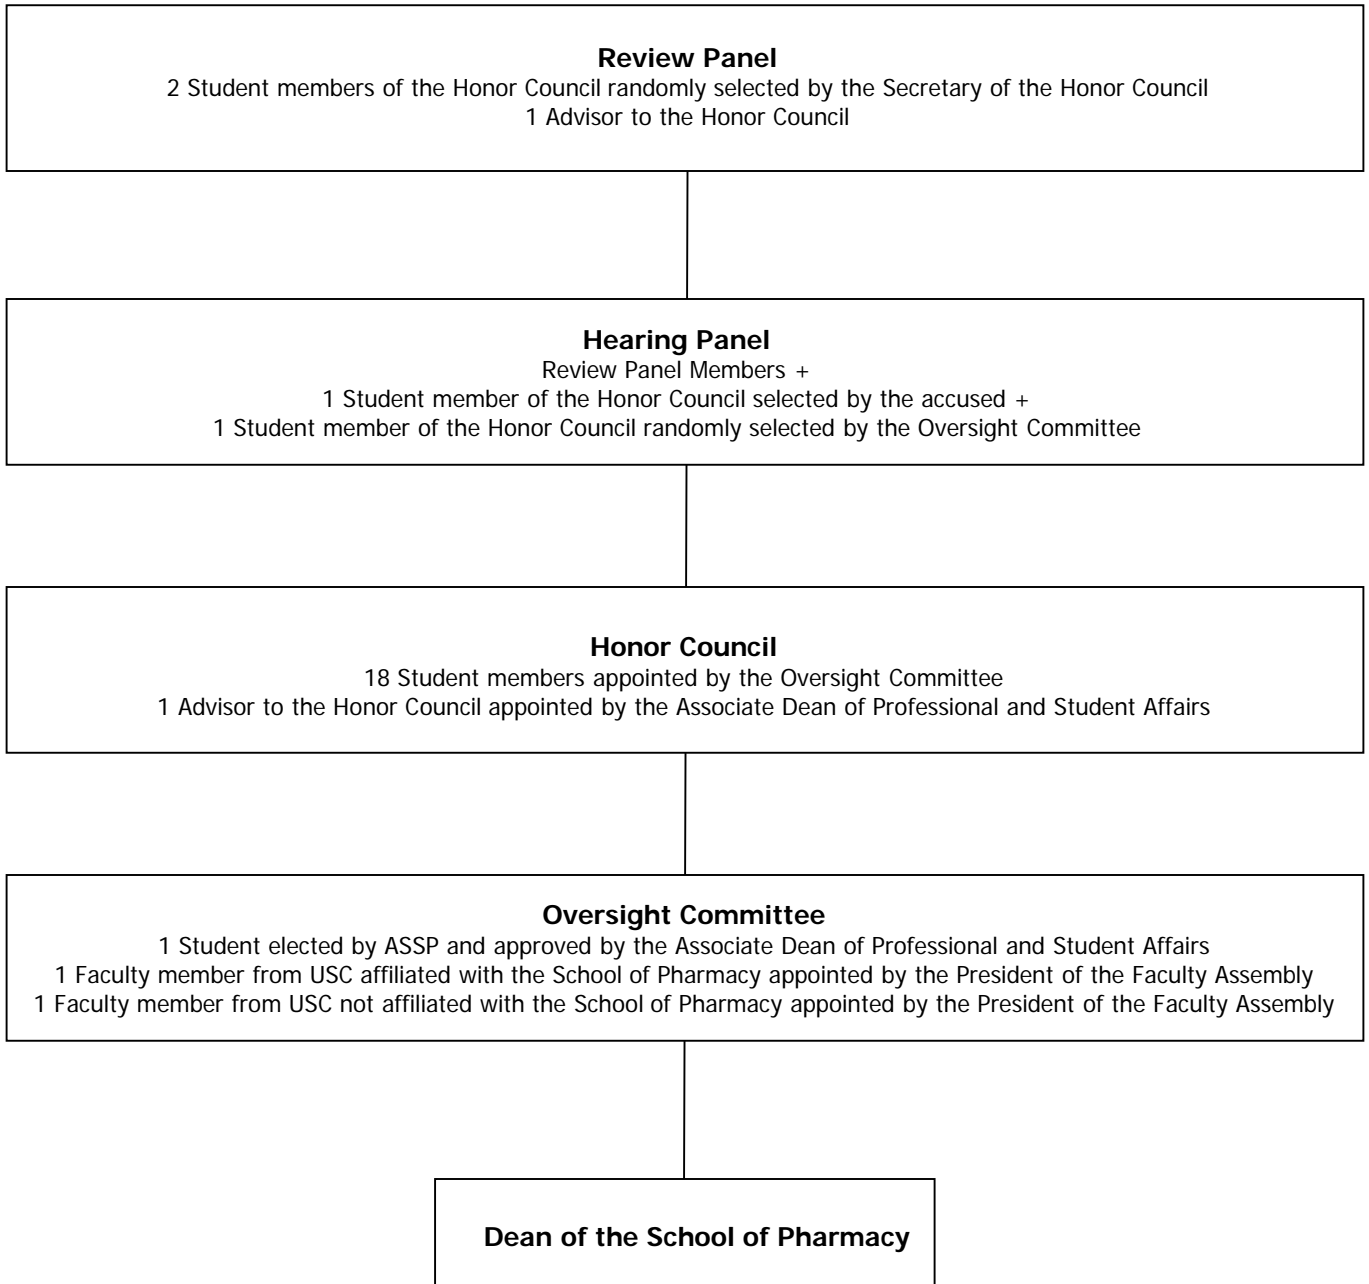 Review Panel
2 Student members of the Honor Council randomly selected by the Secretary of the Honor Council
1 Advisor to the Honor Council
Hearing Panel
Review Panel Members +
1 Student member of the Honor Council selected by the accused +
1 Student member of the Honor Council randomly selected by the Oversight Committee
Honor Council
18 Student members appointed by the Oversight Committee
1 Advisor to the Honor Council appointed by the Associate Dean of Professional and Student Affairs
Oversight Committee
1 Student elected by ASSP and approved by the Associate Dean of Professional and Student Affairs
1 Faculty member from USC affiliated with the School of Pharmacy appointed by the President of the Faculty Assembly
1 Faculty member from USC not affiliated with the School of Pharmacy appointed by the President of the Faculty Assembly
Dean of the School of Pharmacy